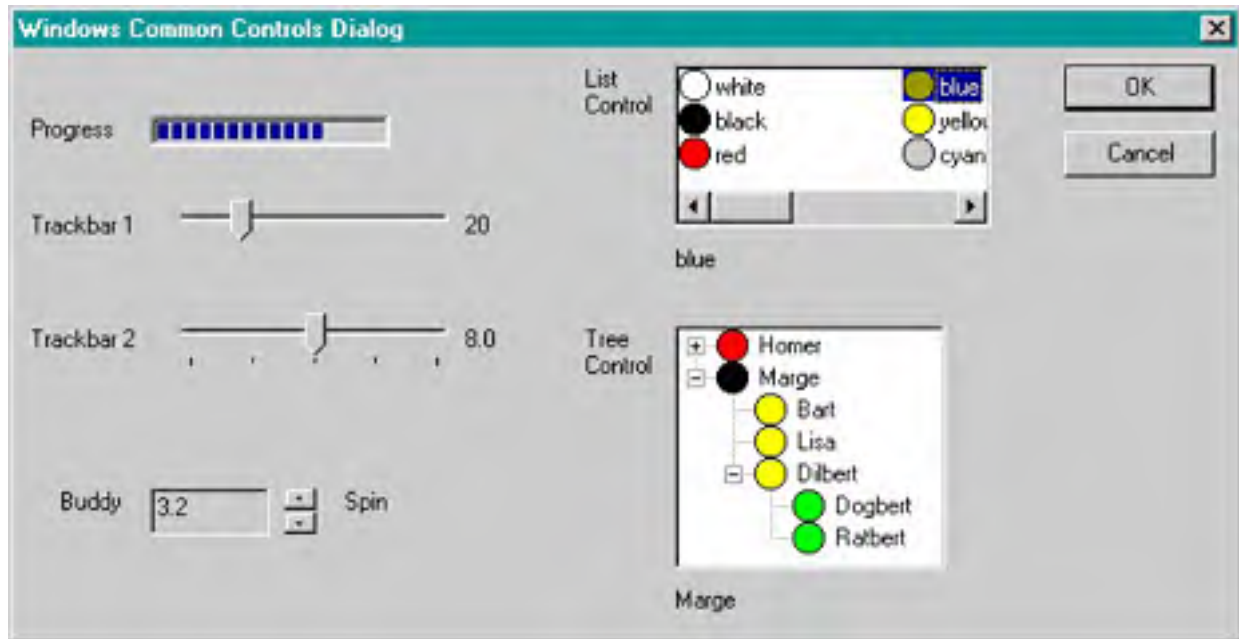 Windows Common Controls Dialog
Progress
Trackbar 1
20
Trackbar 2
8.0
Buddy
3.2
Spin
List
Control
white
blue
black
yellow
red
cyan
blue
Tree
Control
Homer
Marge
Bart
Lisa
Dilbert
Dogbert
Ratbert
Marge
OK
Cancel